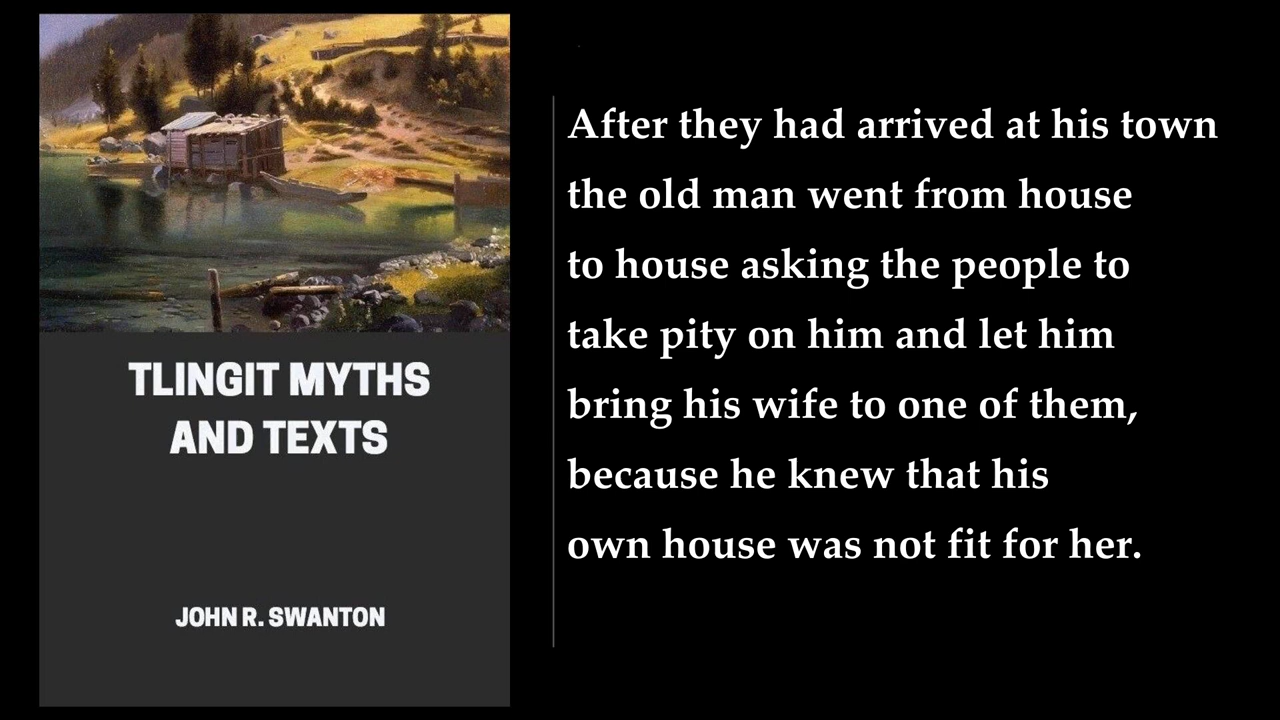 TLINGIT MYTHS
AND TEXTS
JOHN R. SWANTON
After they had arrived at his town
the old man went from house
to house asking the people to
take pity on him and let him
bring his wife to one of them,
because he knew that his
own house was not fit for her.